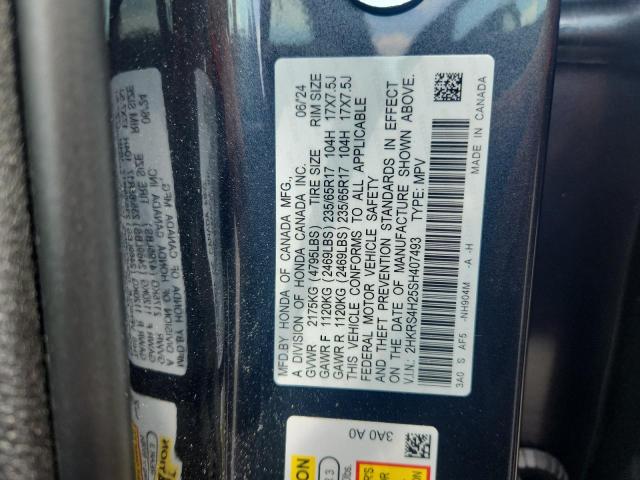 MFD.BY HONDA OF CANADA MFG., 06/24
A DIVISION OF HONDA CANADA INC.
GVWR 2175KG (4795LBS) TIRE SIZE RIM SIZE
GAWR F 1120KG (2469LBS) 235/65R17 104H 17X7.5J
GAWR R 1120KG (2469LBS) 235/65R17 104H 17X7.5J
THIS VEHICLE CONFORMS TO ALL APPLICABLE
FEDERAL MOTOR VEHICLE SAFETY
AND THEFT PREVENTION STANDARDS IN EFFECT
ON THE DATE OF MANUFACTURE SHOWN ABOVE.
V.I.N.: 2HKRS4H25SH407493 TYPE: MPV
3A0 S AF5 -NH904M -A -H
MADE IN CANADA
3A0 A0